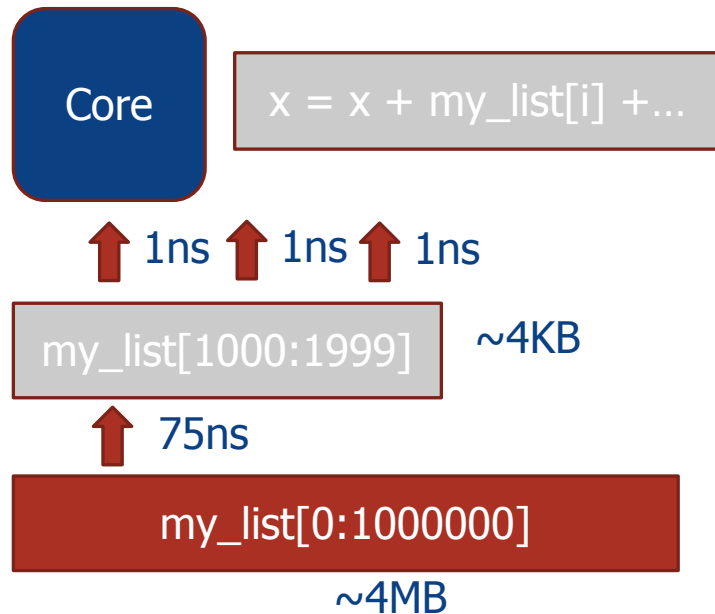 Core
x = x + my_list[i] +...
1ns
1ns
1ns
my_list[1000:1999]
~4KB
75ns
my_list[0:1000000]
~4MB